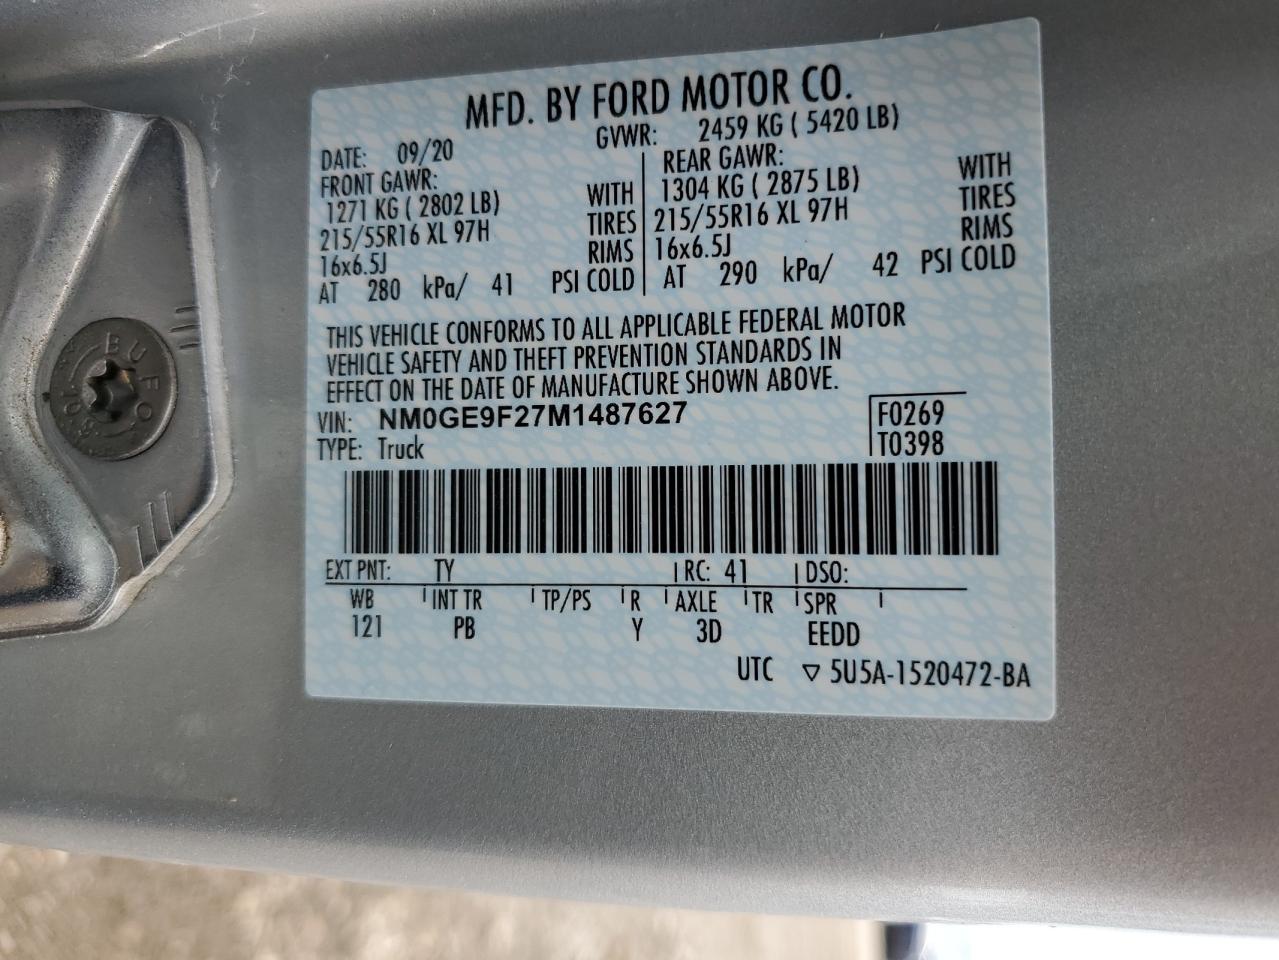 MFD. BY FORD MOTOR CO.
DATE: 09/20
GVWR: 2459 KG ( 5420 LB)
FRONT GAWR:
1271 KG ( 2802 LB) WITH
215/55R16 XL 97H TIRES
16x6.5J RIMS
AT 280 kPa/ 41 PSI COLD
REAR GAWR:
1304 KG ( 2875 LB) WITH
215/55R16 XL 97H TIRES
16x6.5J RIMS
AT 290 kPa/ 42 PSI COLD
THIS VEHICLE CONFORMS TO ALL APPLICABLE FEDERAL MOTOR
VEHICLE SAFETY AND THEFT PREVENTION STANDARDS IN
EFFECT ON THE DATE OF MANUFACTURE SHOWN ABOVE.
VIN: NM0GE9F27M1487627 F0269
TYPE: Truck T0398
EXT PNT: TY RC: 41 DSO:
WB INT TR TP/PS R AXLE TR SPR
121 PB Y 3D EEDD
UTC ▽ 5U5A-1520472-BA
BUFO